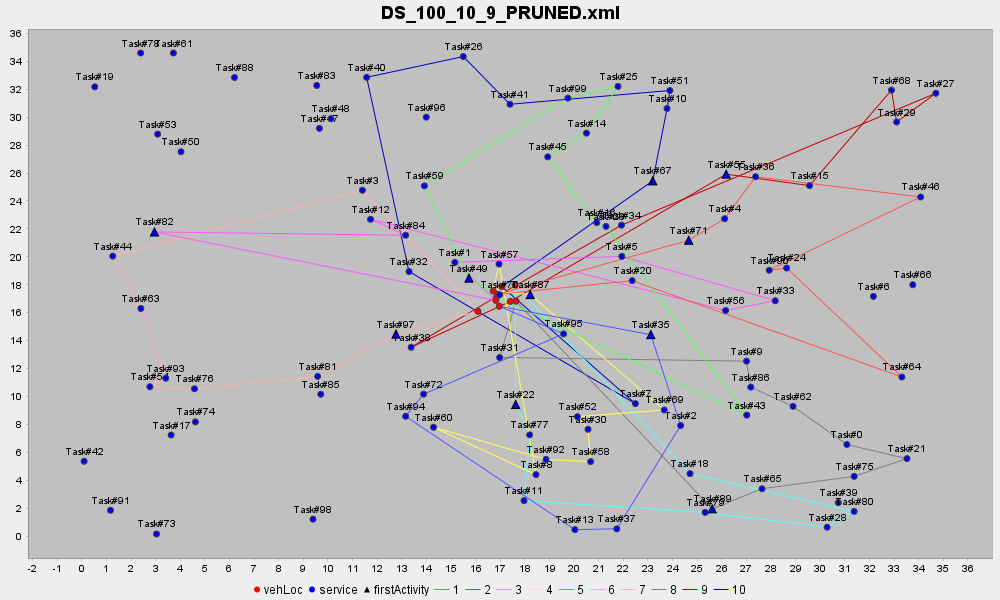 DS_100_10_9_PRUNED.xml
36
34
32
30
28
26
24
22
20
18
16
14
12
10
8
6
4
2
0
Task#78
Task#61
Task#26
Task#19
Task#88
Task#83
Task#40
Task#25
Task#99
Task#51
Task#68
Task#27
Task#41
Task#10
Task#48
Task#96
Task#29
Task#53
Task#14
Task#50
Task#45
Task#3
Task#59
Task#67
Task#55
Task#36
Task#15
Task#46
Task#12
Task#82
Task#84
Task#34
Task#4
Task#71
Task#44
Task#1
Task#57
Task#5
Task#24
Task#32
Task#49
Task#20
Task#6
Task#66
Task#87
Task#33
Task#63
Task#56
Task#97
Task#38
Task#95
Task#35
Task#31
Task#9
Task#93
Task#81
Task#64
Task#76
Task#85
Task#72
Task#86
Task#7
Task#62
Task#22
Task#69
Task#43
Task#94
Task#52
Task#74
Task#60
Task#30
Task#2
Task#17
Task#77
Task#0
Task#42
Task#92
Task#58
Task#21
Task#8
Task#18
Task#75
Task#65
Task#11
Task#39
Task#80
Task#91
Task#89
Task#98
Task#28
Task#73
Task#13
Task#37
-2 -1 0 1 2 3 4 5 6 7 8 9 10 11 12 13 14 15 16 17 18 19 20 21 22 23 24 25 26 27 28 29 30 31 32 33 34 35 36
vehLoc service firstActivity 1 2 3 4 5 6 7 8 9 10